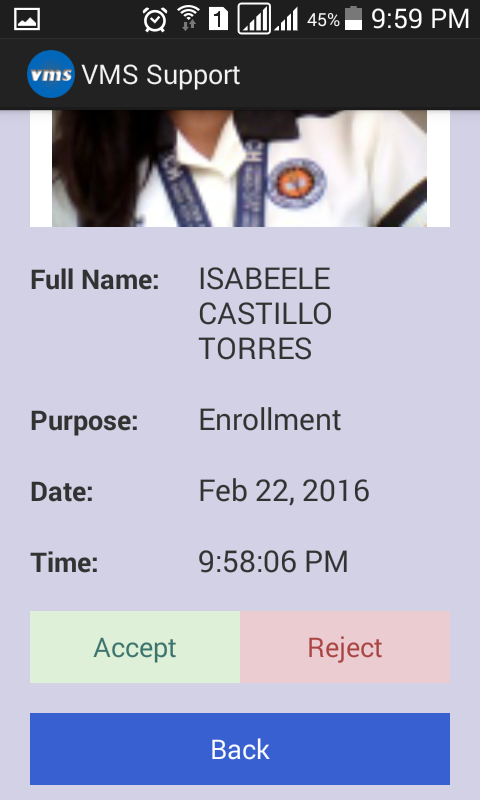 1 45% 9:59 PM
vms VMS Support
Full Name: ISABEELE
CASTILLO
TORRES
Purpose: Enrollment
Date: Feb 22, 2016
Time: 9:58:06 PM
Accept Reject
Back